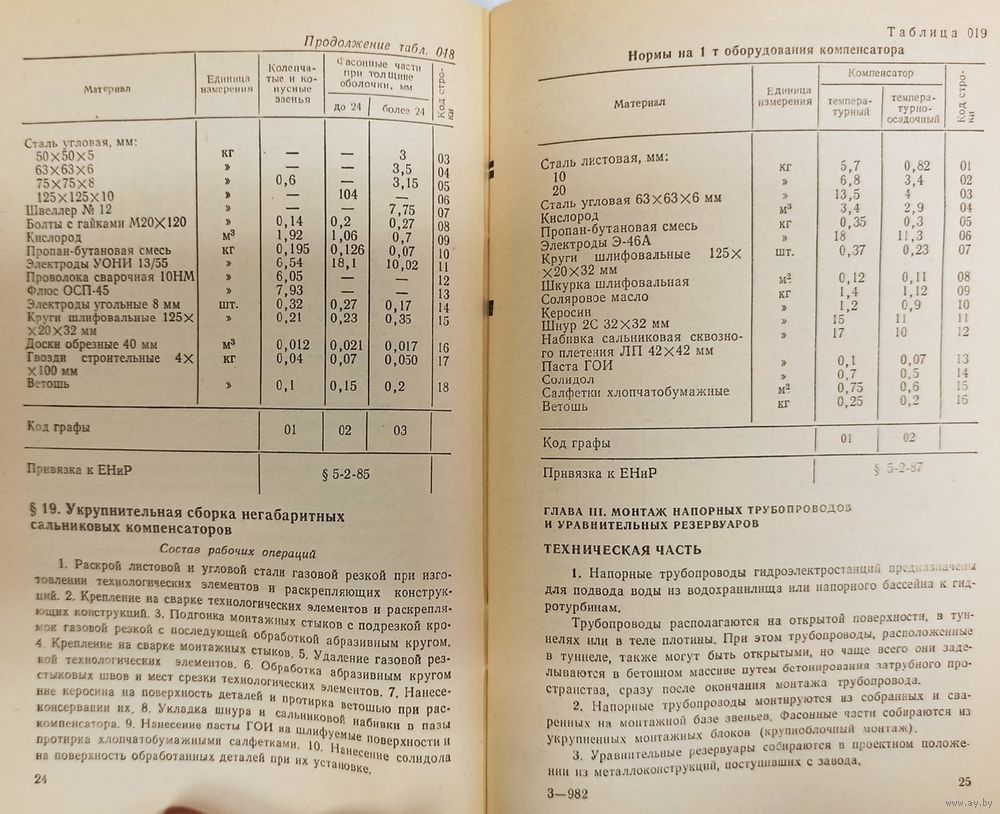 Продолжение табл. 018
Материал | Единица измерения | Коленчатые и конусные звенья | Фасонные части при толщине оболочки, мм | Код строки
до 24 | более 24
Сталь угловая, мм:
50×50×5 | кг | — | — | 3 | 03
63×63×6 | » | — | — | 3,5 | 04
75×75×8 | » | 0,6 | — | 3,15 | 05
125×125×10 | » | — | 104 | — | 06
Швеллер № 12 | » | — | — | 7,75 | 07
Болты с гайками М20×120 | » | 0,14 | 0,2 | 0,27 | 08
Кислород | м³ | 1,92 | 1,06 | 0,7 | 09
Пропан-бутановая смесь | кг | 0,195 | 0,126 | 0,07 | 10
Электроды УОНИ 13/55 | » | 6,54 | 18,1 | 10,02 | 11
Проволока сварочная 10НМ | » | 6,05 | — | — | 12
Флюс ОСП-45 | » | 7,93 | — | — | 13
Электроды угольные 8 мм | шт. | 0,32 | 0,27 | 0,17 | 14
Круги шлифовальные 125×
×20×32 мм | » | 0,21 | 0,23 | 0,35 | 15
Доски обрезные 40 мм | м³ | 0,012 | 0,021 | 0,017 | 16
Гвозди строительные 4×
×100 мм | кг | 0,04 | 0,07 | 0,050 | 17
Ветошь | » | 0,1 | 0,15 | 0,2 | 18
Код графы | 01 | 02 | 03
Привязка к ЕНиР | § 5-2-85
§ 19. Укрупнительная сборка негабаритных
сальниковых компенсаторов
Состав рабочих операций
1. Раскрой листовой и угловой стали газовой резкой при изго-
товлении технологических элементов и раскрепляющих конструк-
ций. 2. Крепление на сварке технологических элементов и раскрепля-
ющих конструкций. 3. Подгонка монтажных стыков с подрезкой кро-
мок газовой резкой с последующей обработкой абразивным кругом.
4. Крепление на сварке монтажных стыков. 5. Удаление газовой рез-
кой технологических элементов. 6. Обработка абразивным кругом
стыковых швов и мест срезки технологических элементов. 7. Нанесе-
ние керосина на поверхность деталей и протирка ветошью при рас-
консервации их. 8. Укладка шнура и сальниковой набивки в пазы
компенсатора. 9. Нанесение пасты ГОИ на шлифуемые поверхности и
протирка хлопчатобумажными салфетками. 10. Нанесение солидола
на поверхность обработанных деталей при их установке.
24
Таблица 019
Нормы на 1 т оборудования компенсатора
Материал | Единица измерения | Компенсатор | Код строки
температурный | температурно-осадочный
Сталь листовая, мм:
10 | кг | 5,7 | 0,82 | 01
20 | » | 6,8 | 3,4 | 02
Сталь угловая 63×63×6 мм | » | 13,5 | 4 | 03
Кислород | м³ | 3,4 | 2,9 | 04
Пропан-бутановая смесь | кг | 0,35 | 0,3 | 05
Электроды Э-46А | » | 18 | 11,3 | 06
Круги шлифовальные 125×
×20×32 мм | шт. | 0,37 | 0,23 | 07
Шкурка шлифовальная | м² | 0,12 | 0,11 | 08
Соляровое масло | кг | 1,4 | 1,12 | 09
Керосин | » | 1,2 | 0,9 | 10
Шнур 2С 32×32 мм | » | 15 | 11 | 11
Набивка сальниковая сквозно-
го плетения ЛП 42×42 мм | » | 17 | 10 | 12
Паста ГОИ | » | 0,1 | 0,07 | 13
Солидол | » | 0,7 | 0,5 | 14
Салфетки хлопчатобумажные | м² | 0,75 | 0,6 | 15
Ветошь | кг | 0,25 | 0,2 | 16
Код графы | 01 | 02
Привязка к ЕНиР | § 5-2-87
ГЛАВА III. МОНТАЖ НАПОРНЫХ ТРУБОПРОВОДОВ
И УРАВНИТЕЛЬНЫХ РЕЗЕРВУАРОВ
ТЕХНИЧЕСКАЯ ЧАСТЬ
1. Напорные трубопроводы гидроэлектростанций предназначены
для подвода воды из водохранилища или напорного бассейна к гид-
ротурбинам.
Трубопроводы располагаются на открытой поверхности, в тун-
нелях или в теле плотины. При этом трубопроводы, расположенные
в туннеле, также могут быть открытыми, но чаще всего они заде-
лываются в бетонном массиве путем бетонирования затрубного про-
странства, сразу после окончания монтажа трубопровода.
2. Напорные трубопроводы монтируются из собранных и сва-
ренных на монтажной базе звеньев. Фасонные части собираются из
укрупненных монтажных блоков (крупноблочный монтаж).
3. Уравнительные резервуары собираются в проектном положе-
нии из металлоконструкций, поступивших с завода.
3—982
25
www.ay.by